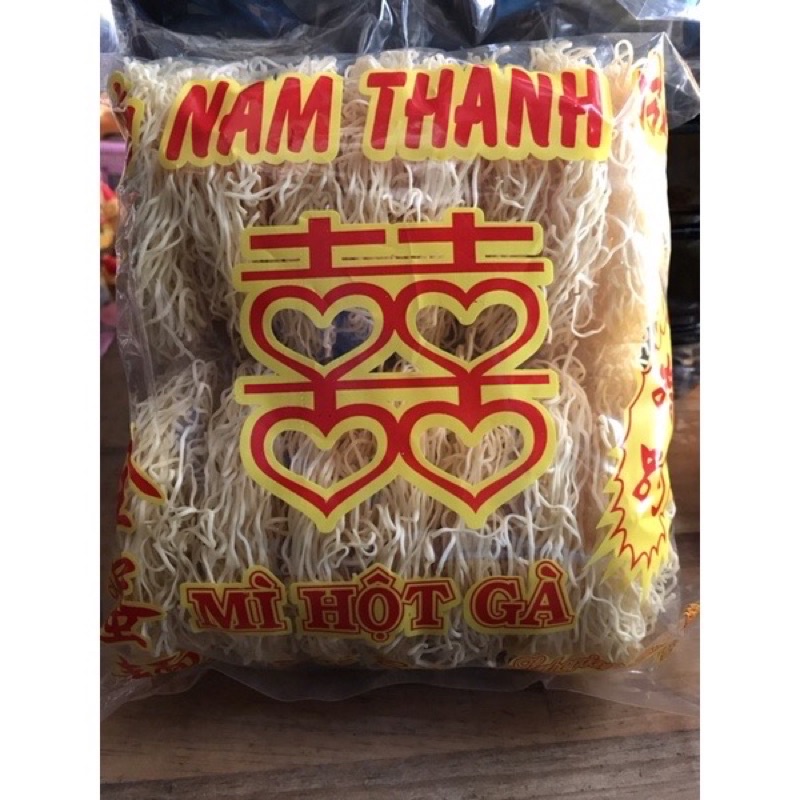 NAM THANH
囍
MÌ HỘT GÀ